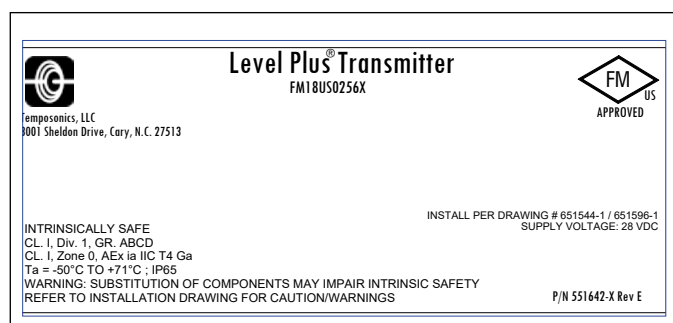 Level Plus® Transmitter
FM18US0256X
FM
US
APPROVED
Temposonics, LLC
3001 Sheldon Drive, Cary, N.C. 27513
INSTALL PER DRAWING # 651544-1 / 651596-1
SUPPLY VOLTAGE: 28 VDC
INTRINSICALLY SAFE
CL. I, Div. 1, GR. ABCD
CL. I, Zone 0, AEx ia IIC T4 Ga
Ta = -50°C TO +71°C ; IP65
WARNING: SUBSTITUTION OF COMPONENTS MAY IMPAIR INTRINSIC SAFETY
REFER TO INSTALLATION DRAWING FOR CAUTION/WARNINGS
P/N 551642-X Rev E